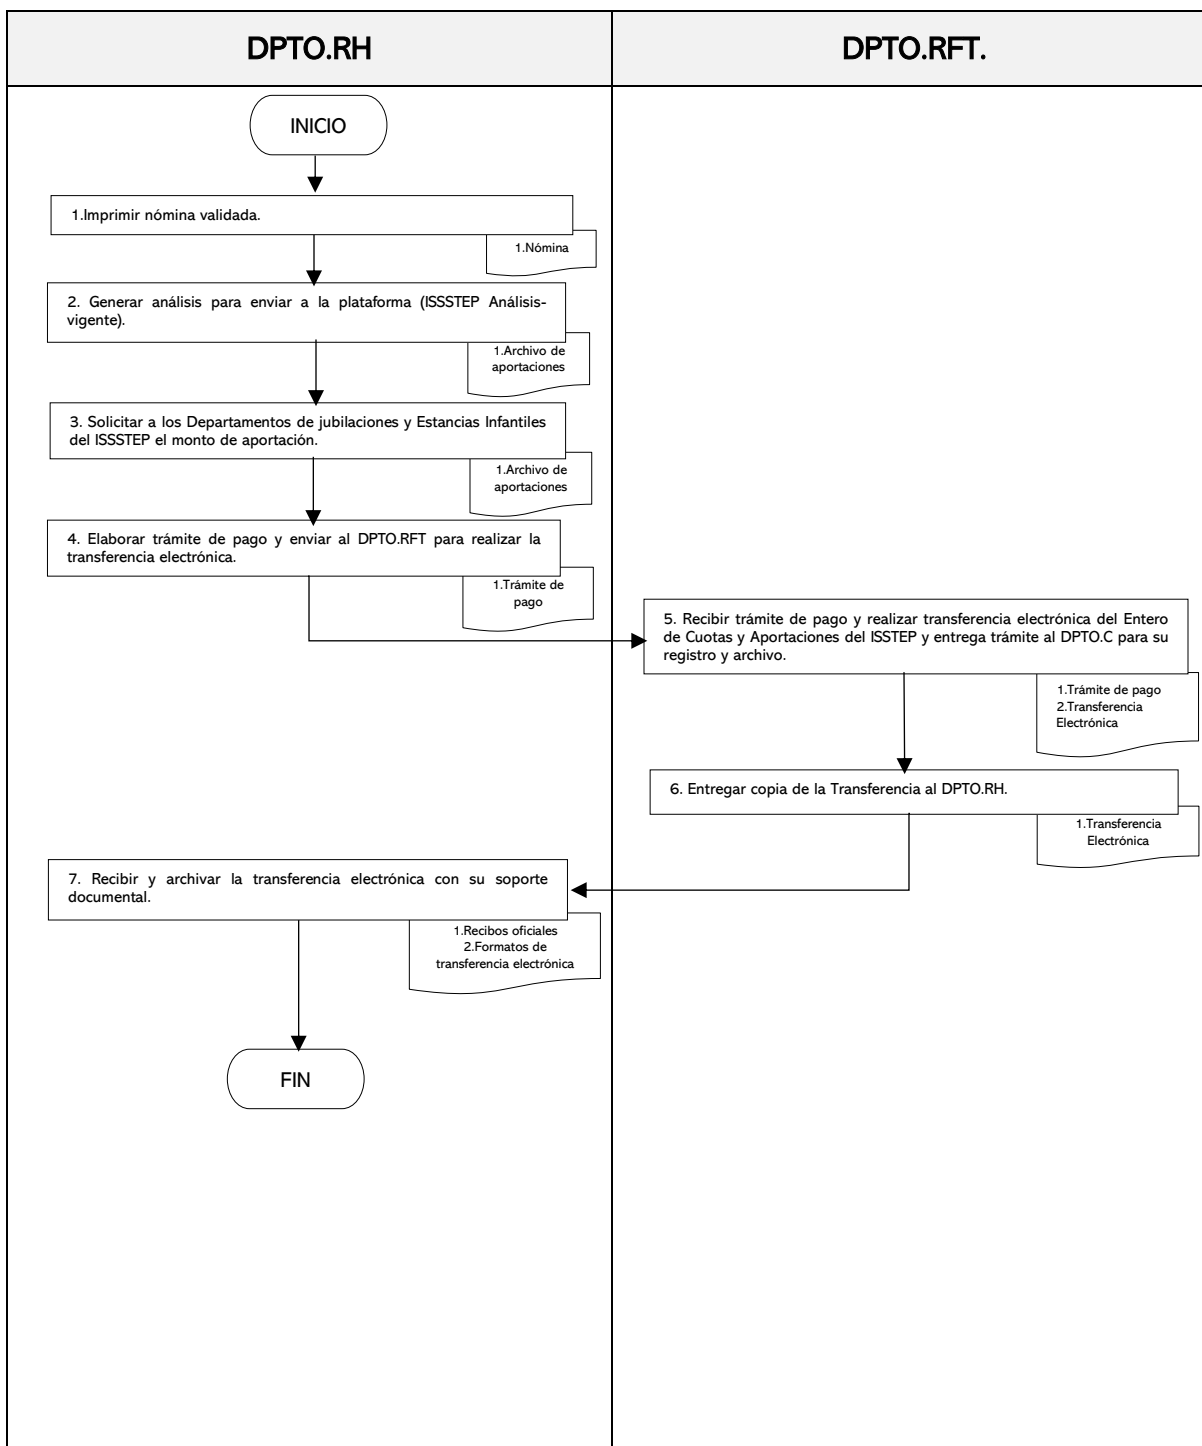 DPTO.RH
DPTO.RFT.
INICIO
1.Imprimir nómina validada.
1.Nómina
2. Generar análisis para enviar a la plataforma (ISSSTEP Análisis-
vigente).
1.Archivo de
aportaciones
3. Solicitar a los Departamentos de jubilaciones y Estancias Infantiles
del ISSSTEP el monto de aportación.
1.Archivo de
aportaciones
4. Elaborar trámite de pago y enviar al DPTO.RFT para realizar la
transferencia electrónica.
1.Trámite de
pago
5. Recibir trámite de pago y realizar transferencia electrónica del Entero
de Cuotas y Aportaciones del ISSTEP y entrega trámite al DPTO.C para su
registro y archivo.
1.Trámite de pago
2.Transferencia
Electrónica
6. Entregar copia de la Transferencia al DPTO.RH.
1.Transferencia
Electrónica
7. Recibir y archivar la transferencia electrónica con su soporte
documental.
1.Recibos oficiales
2.Formatos de
transferencia electrónica
FIN